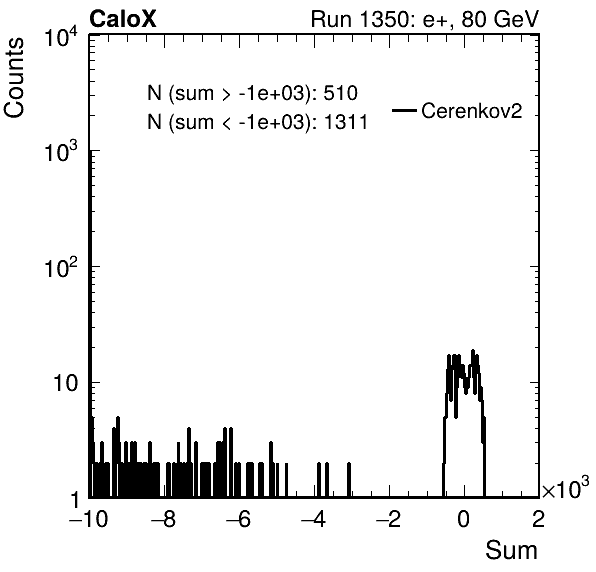 CaloX Run 1350: e+, 80 GeV
Counts
10^4
N (sum > -1e+03): 510
N (sum < -1e+03): 1311
Cerenkov2
10^3
10^2
10
1
−10 −8 −6 −4 −2 0 2
×10^3
Sum